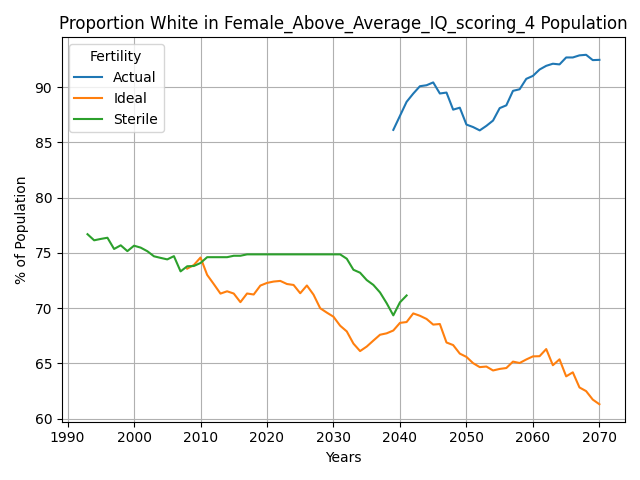 Proportion White in Female_Above_Average_IQ_scoring_4 Population
Fertility
Actual
Ideal
Sterile
% of Population
90
85
80
75
70
65
60
1990
2000
2010
2020
2030
2040
2050
2060
2070
Years